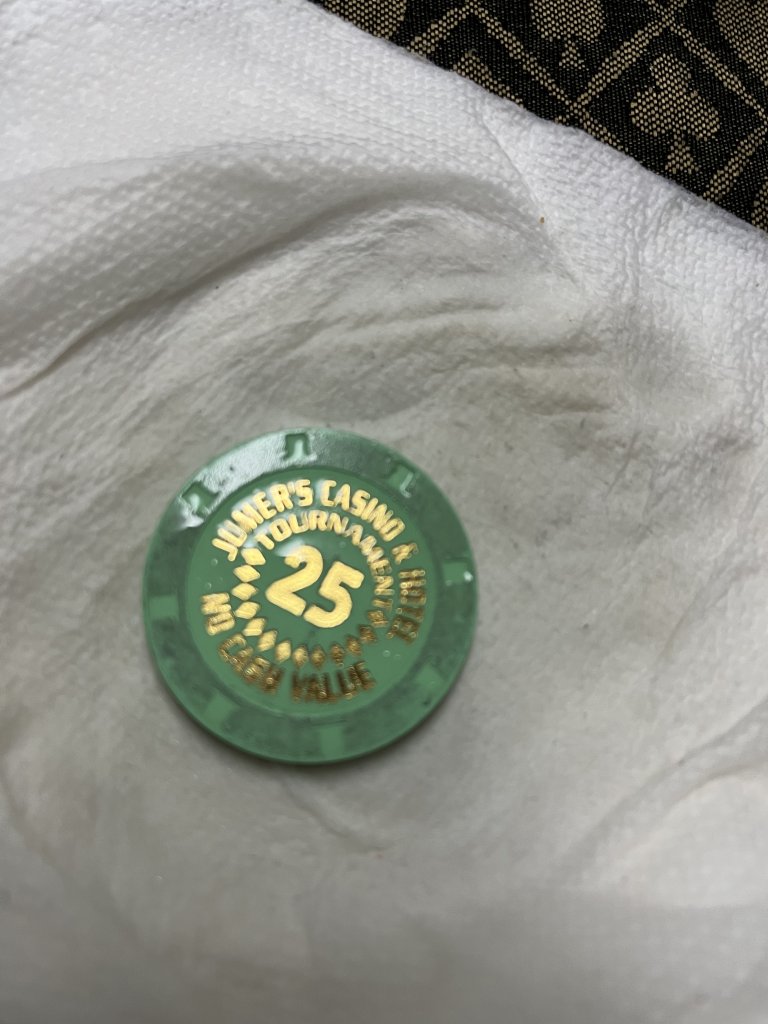 JUMER'S CASINO & HOTEL
TOURNAMENT
25
NO CASH VALUE